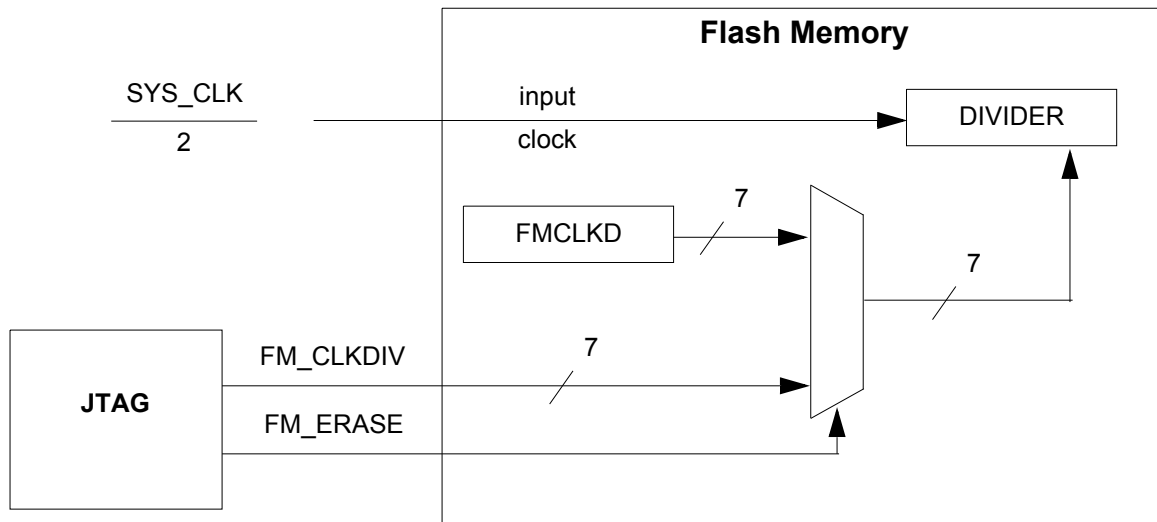 Flash Memory
SYS_CLK
2
input
clock
DIVIDER
FMCLKD
7
7
FM_CLKDIV
7
JTAG
FM_ERASE